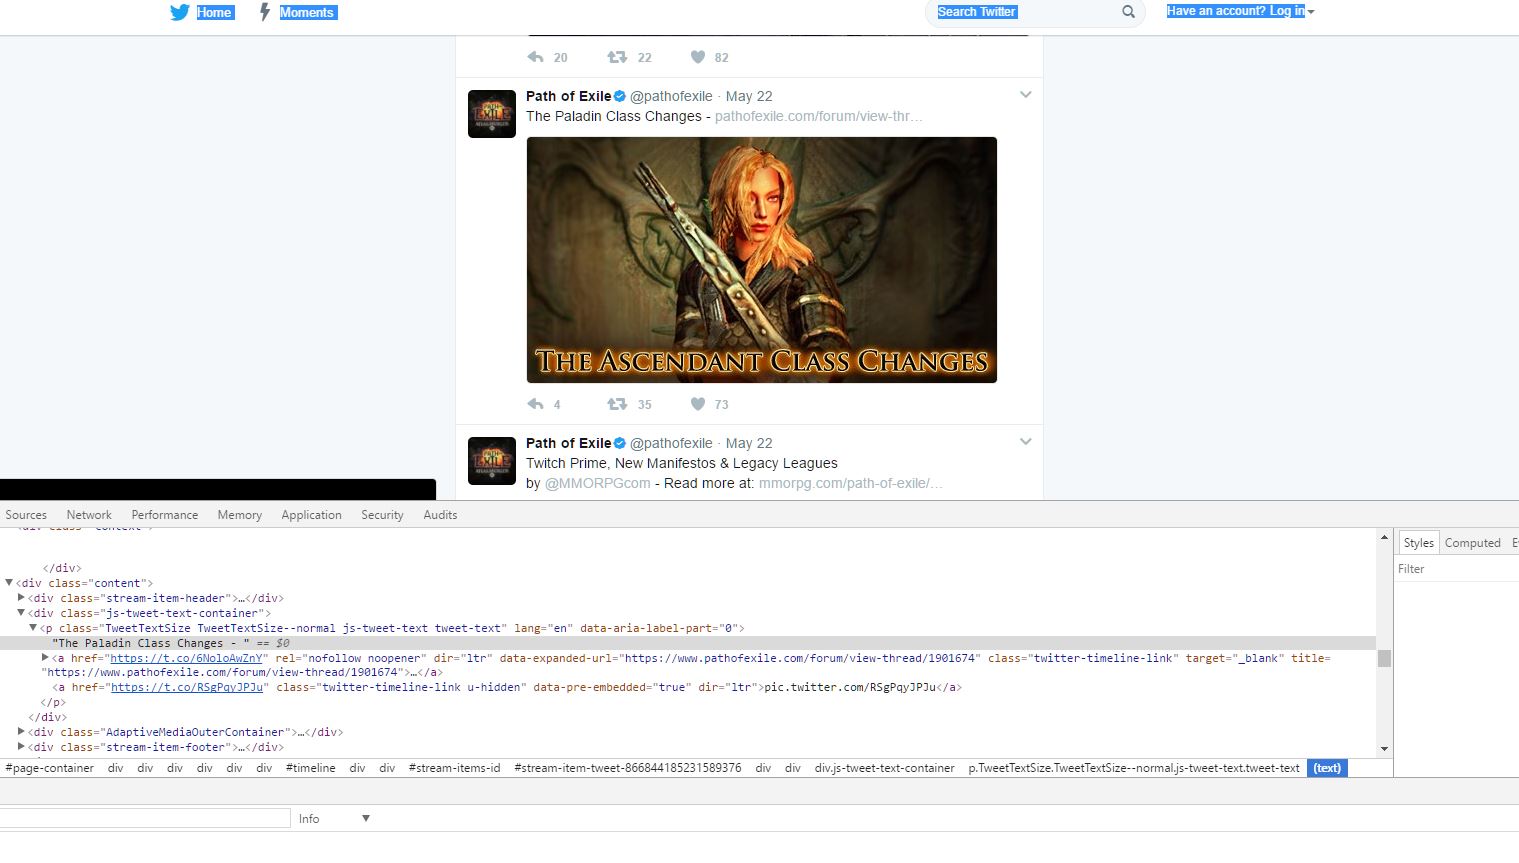 Home
Moments
Search Twitter
Have an account? Log in
20
22
82
Path of Exile @pathofexile · May 22
The Paladin Class Changes - pathofexile.com/forum/view-thr…
THE ASCENDANT CLASS CHANGES
4
35
73
Path of Exile @pathofexile · May 22
Twitch Prime, New Manifestos & Legacy Leagues
by @MMORPGcom - Read more at: mmorpg.com/path-of-exile/…
Sources Network Performance Memory Application Security Audits
</div>
<div class="content">
<div class="stream-item-header">…</div>
<div class="js-tweet-text-container">
<p class="TweetTextSize TweetTextSize--normal js-tweet-text tweet-text" lang="en" data-aria-label-part="0">
"The Paladin Class Changes - " == $0
<a href="https://t.co/6NoloAwZnY" rel="nofollow noopener" dir="ltr" data-expanded-url="https://www.pathofexile.com/forum/view-thread/1901674" class="twitter-timeline-link" target="_blank" title=
"https://www.pathofexile.com/forum/view-thread/1901674">…</a>
<a href="https://t.co/RSgPqyJPJu" class="twitter-timeline-link u-hidden" data-pre-embedded="true" dir="ltr">pic.twitter.com/RSgPqyJPJu</a>
</p>
</div>
<div class="AdaptiveMediaOuterContainer">…</div>
<div class="stream-item-footer">…</div>
#page-container div div div div div div #timeline div div #stream-items-id #stream-item-tweet-866844185231589376 div div div.js-tweet-text-container p.TweetTextSize.TweetTextSize--normal.js-tweet-text.tweet-text (text)
Styles Computed
Filter
Info